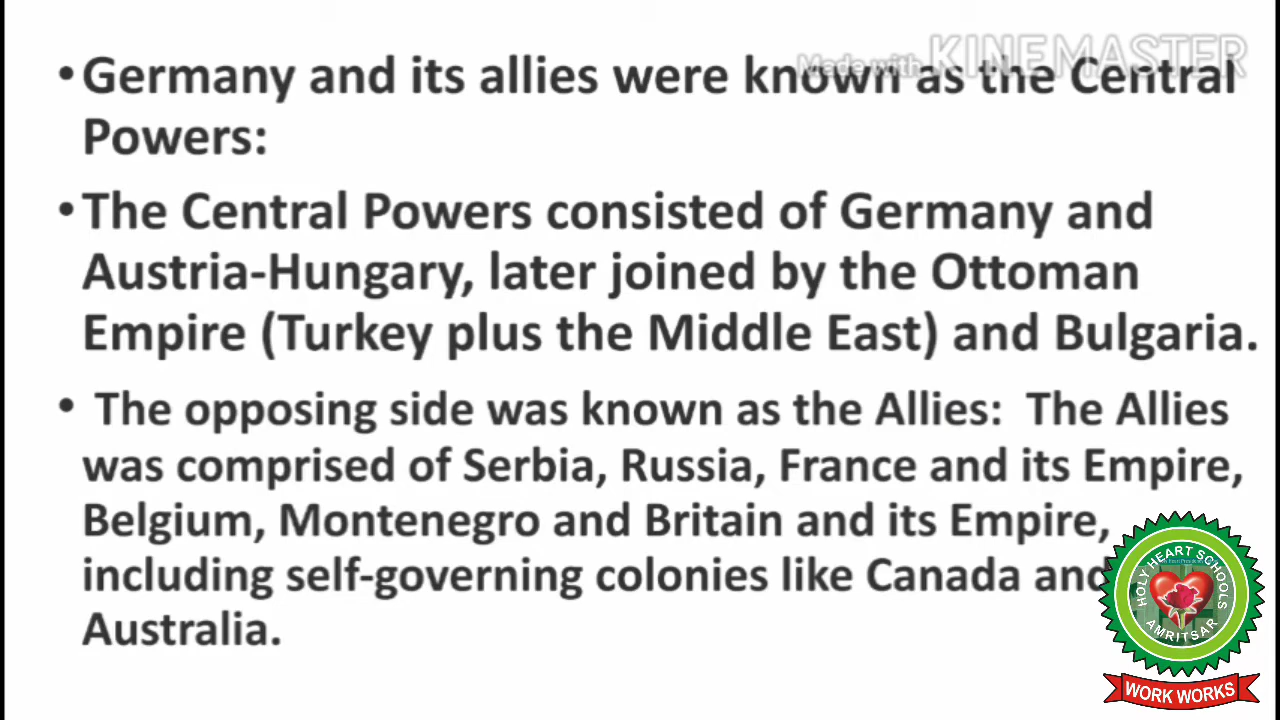 Made with KINEMASTER
• Germany and its allies were known as the Central
Powers:
• The Central Powers consisted of Germany and
Austria-Hungary, later joined by the Ottoman
Empire (Turkey plus the Middle East) and Bulgaria.
• The opposing side was known as the Allies: The Allies
was comprised of Serbia, Russia, France and its Empire,
Belgium, Montenegro and Britain and its Empire,
including self-governing colonies like Canada and
Australia.
HOLY HEART SCHOOLS
AMRITSAR
WORK WORKS